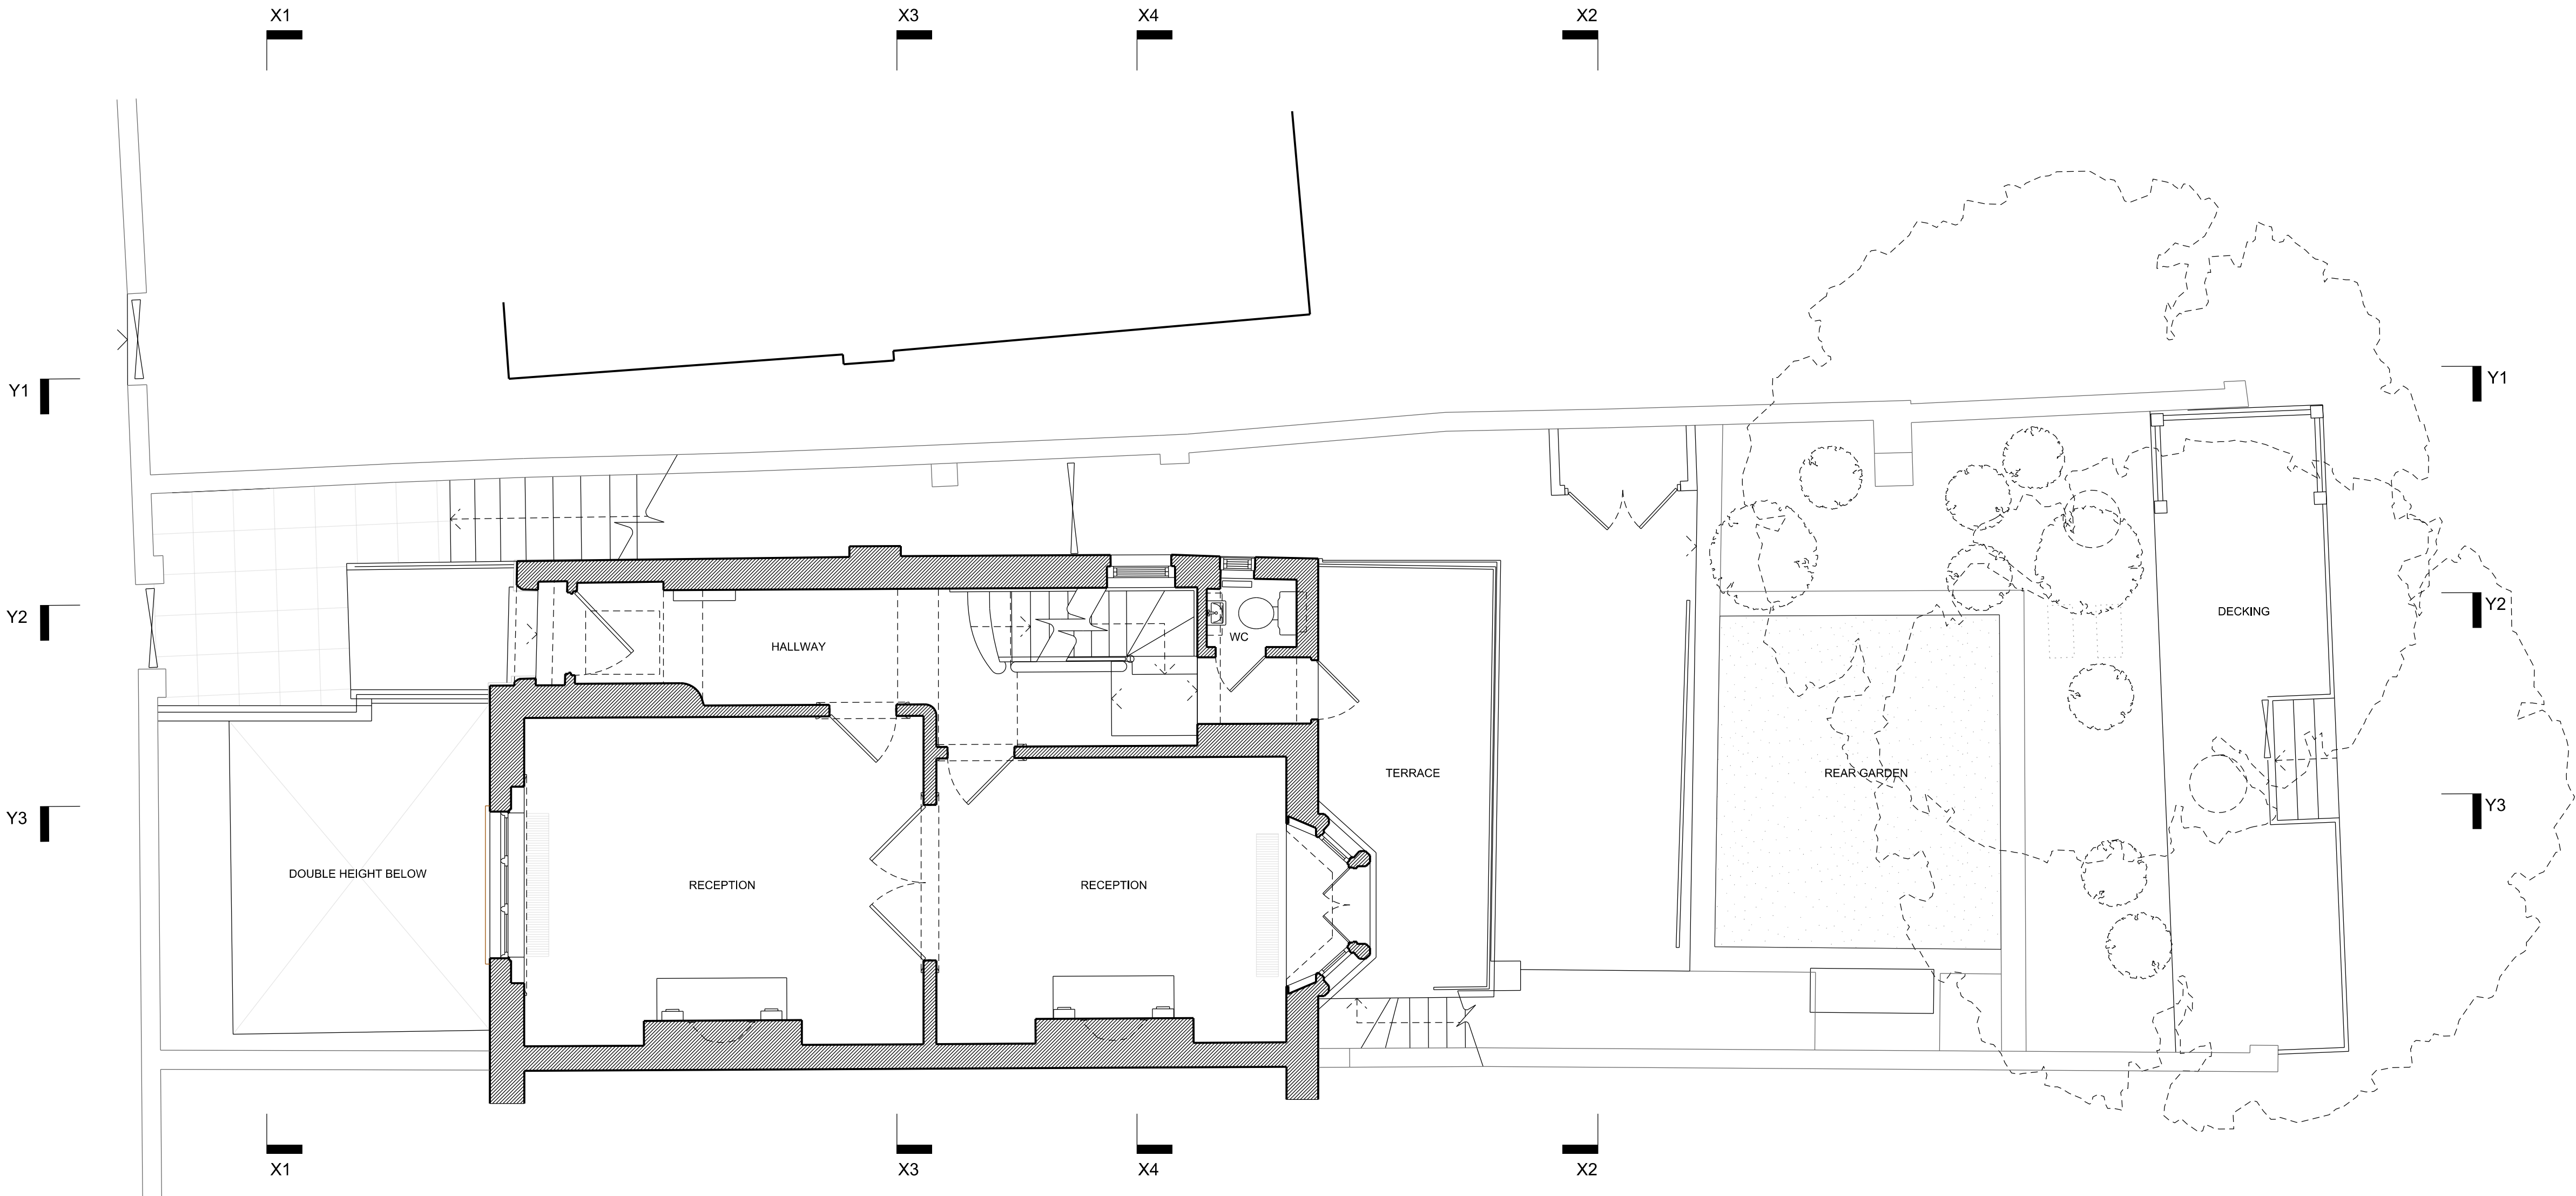 X1
X3
X4
X2
Y1
Y1
Y2
Y2
DECKING
WC
HALLWAY
TERRACE
REAR GARDEN
Y3
Y3
DOUBLE HEIGHT BELOW
RECEPTION
RECEPTION
X1
X3
X4
X2